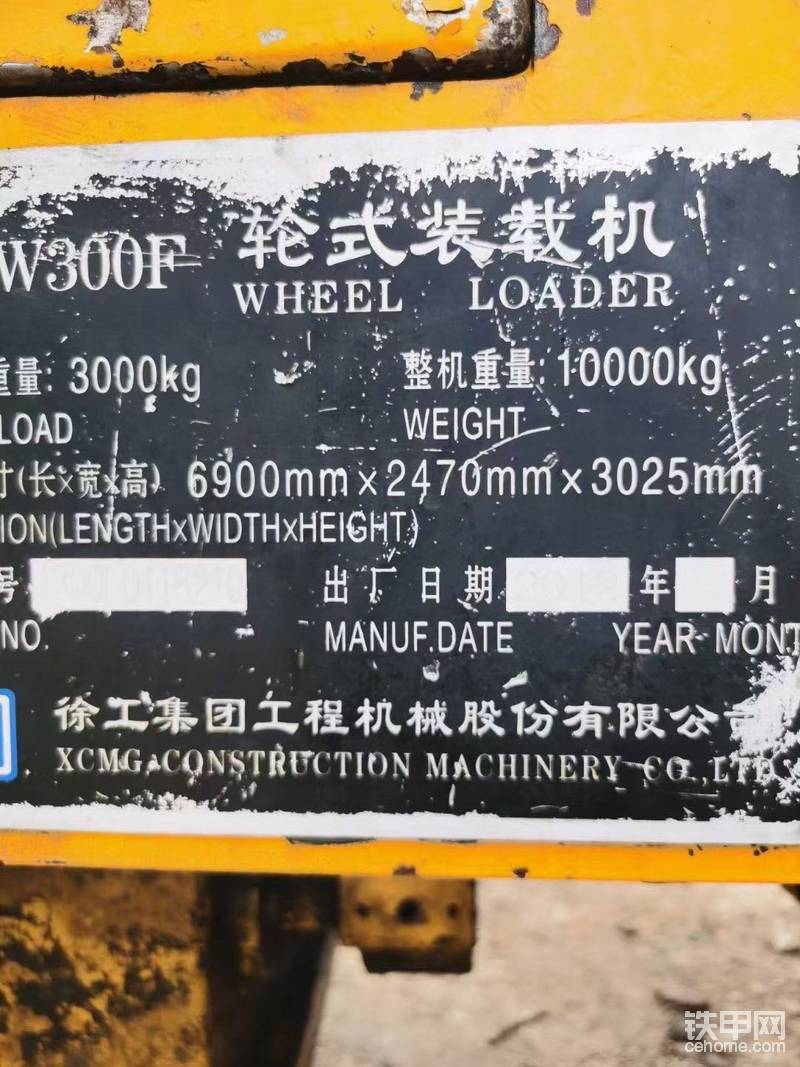 W300F 轮式装载机
WHEEL LOADER
重量: 3000kg 整机重量: 10000kg
LOAD WEIGHT
寸(长×宽×高) 6900mm×2470mm×3025mm
ION(LENGTH×WIDTH×HEIGHT)
号 出厂日期 2012 年 月
NO. MANUF.DATE YEAR MONT
徐工集团工程机械股份有限公司
XCMG CONSTRUCTION MACHINERY CO.,LTD.
铁甲网
cehome.com